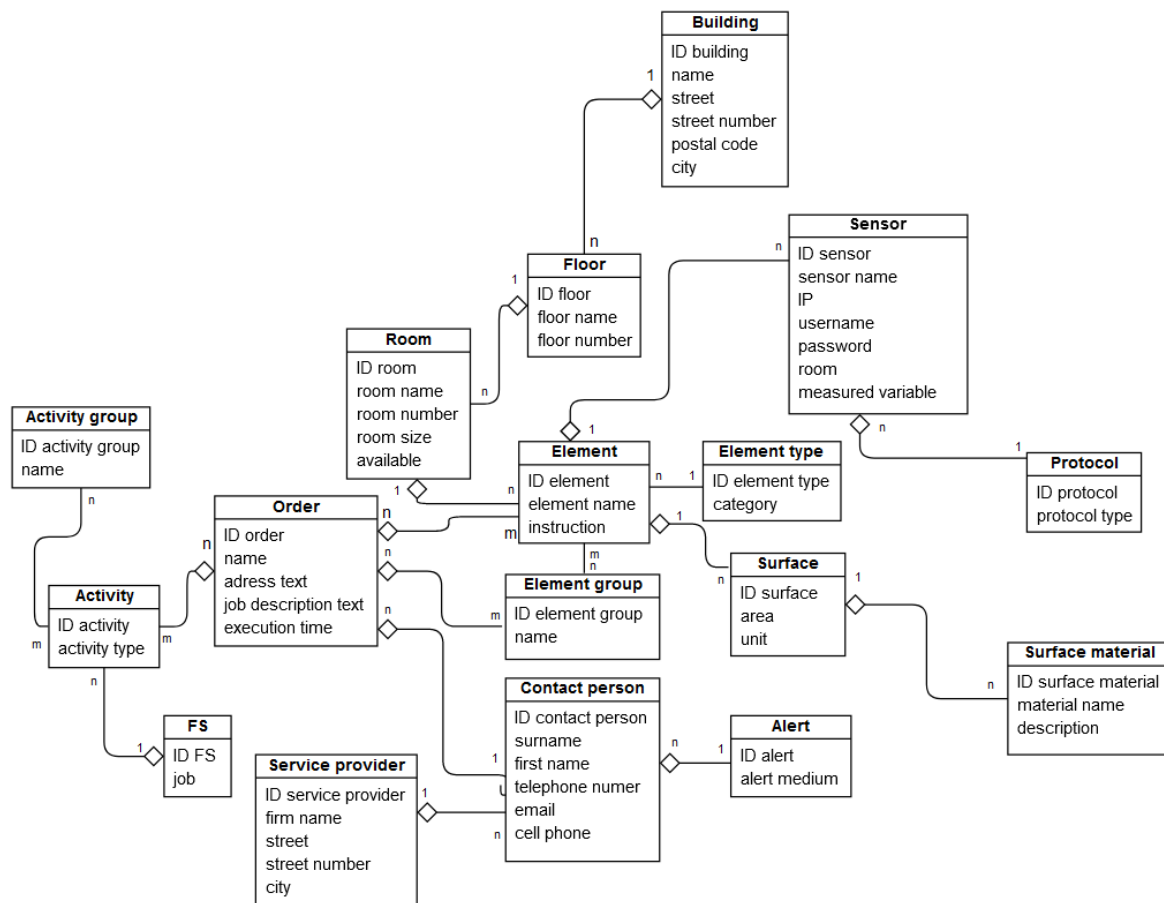 Building
ID building
name
street
street number
postal code
city
1
n
Sensor
ID sensor
sensor name
IP
username
password
room
measured variable
n
n
Floor
ID floor
floor name
floor number
1
n
Room
ID room
room name
room number
room size
available
1
n
Activity group
ID activity group
name
n
Element
ID element
element name
instruction
1
n
m
m
1
Element type
ID element type
category
n
1
Protocol
ID protocol
protocol type
1
Order
ID order
name
adress text
job description text
execution time
n
n
n
n
Activity
ID activity
activity type
m
m
n
Element group
ID element group
name
n
m
Surface
ID surface
area
unit
n
1
Surface material
ID surface material
material name
description
n
FS
ID FS
job
1
Contact person
ID contact person
surname
first name
telephone numer
email
cell phone
1
n
n
Alert
ID alert
alert medium
1
Service provider
ID service provider
firm name
street
street number
city
1